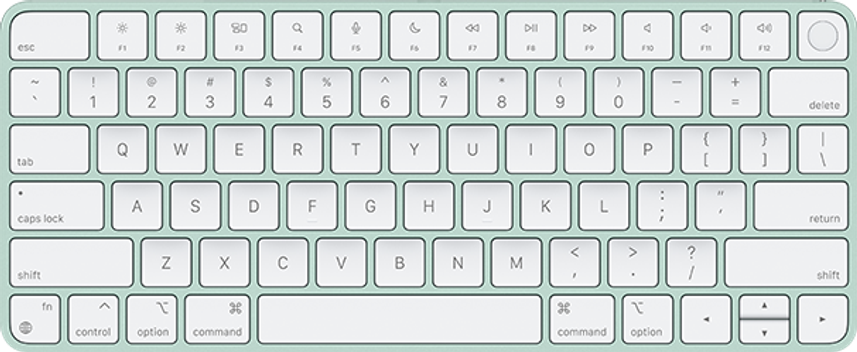 esc F1 F2 F3 F4 F5 F6 F7 F8 F9 F10 F11 F12
~ ! @ # $ % ^ & * ( ) — +
` 1 2 3 4 5 6 7 8 9 0 - = delete
tab Q W E R T Y U I O P { [ } ] | \
caps lock A S D F G H J K L : ; " ' return
shift Z X C V B N M < , > . ? / shift
fn control ^ option ⌥ command ⌘ command ⌘ option ⌥ ◂ ▴ ▾ ▸